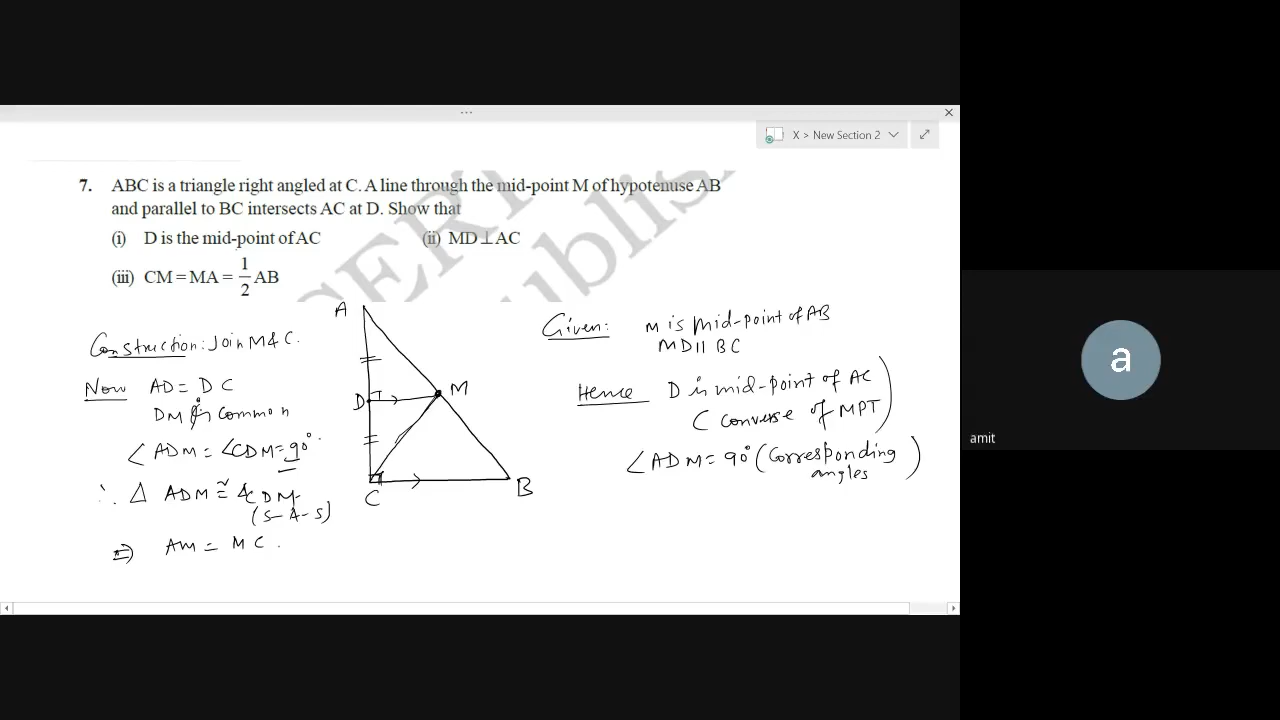 X > New Section 2
7. ABC is a triangle right angled at C. A line through the mid-point M of hypotenuse AB
and parallel to BC intersects AC at D. Show that
(i) D is the mid-point of AC (ii) MD ⊥ AC
(iii) CM = MA = 1/2 AB
Construction: Join M & C.
Now AD = DC
DM is common
∠ADM = ∠CDM = 90°.
∴ △ ADM ≅ △CDM
(S-A-S)
⇒ AM = MC.
A
D
M
C
B
Given: M is mid-point of AB
MD || BC
Hence D is mid-point of AC
( converse of MPT)
∠ADM = 90° (Corresponding
angles)
a
amit